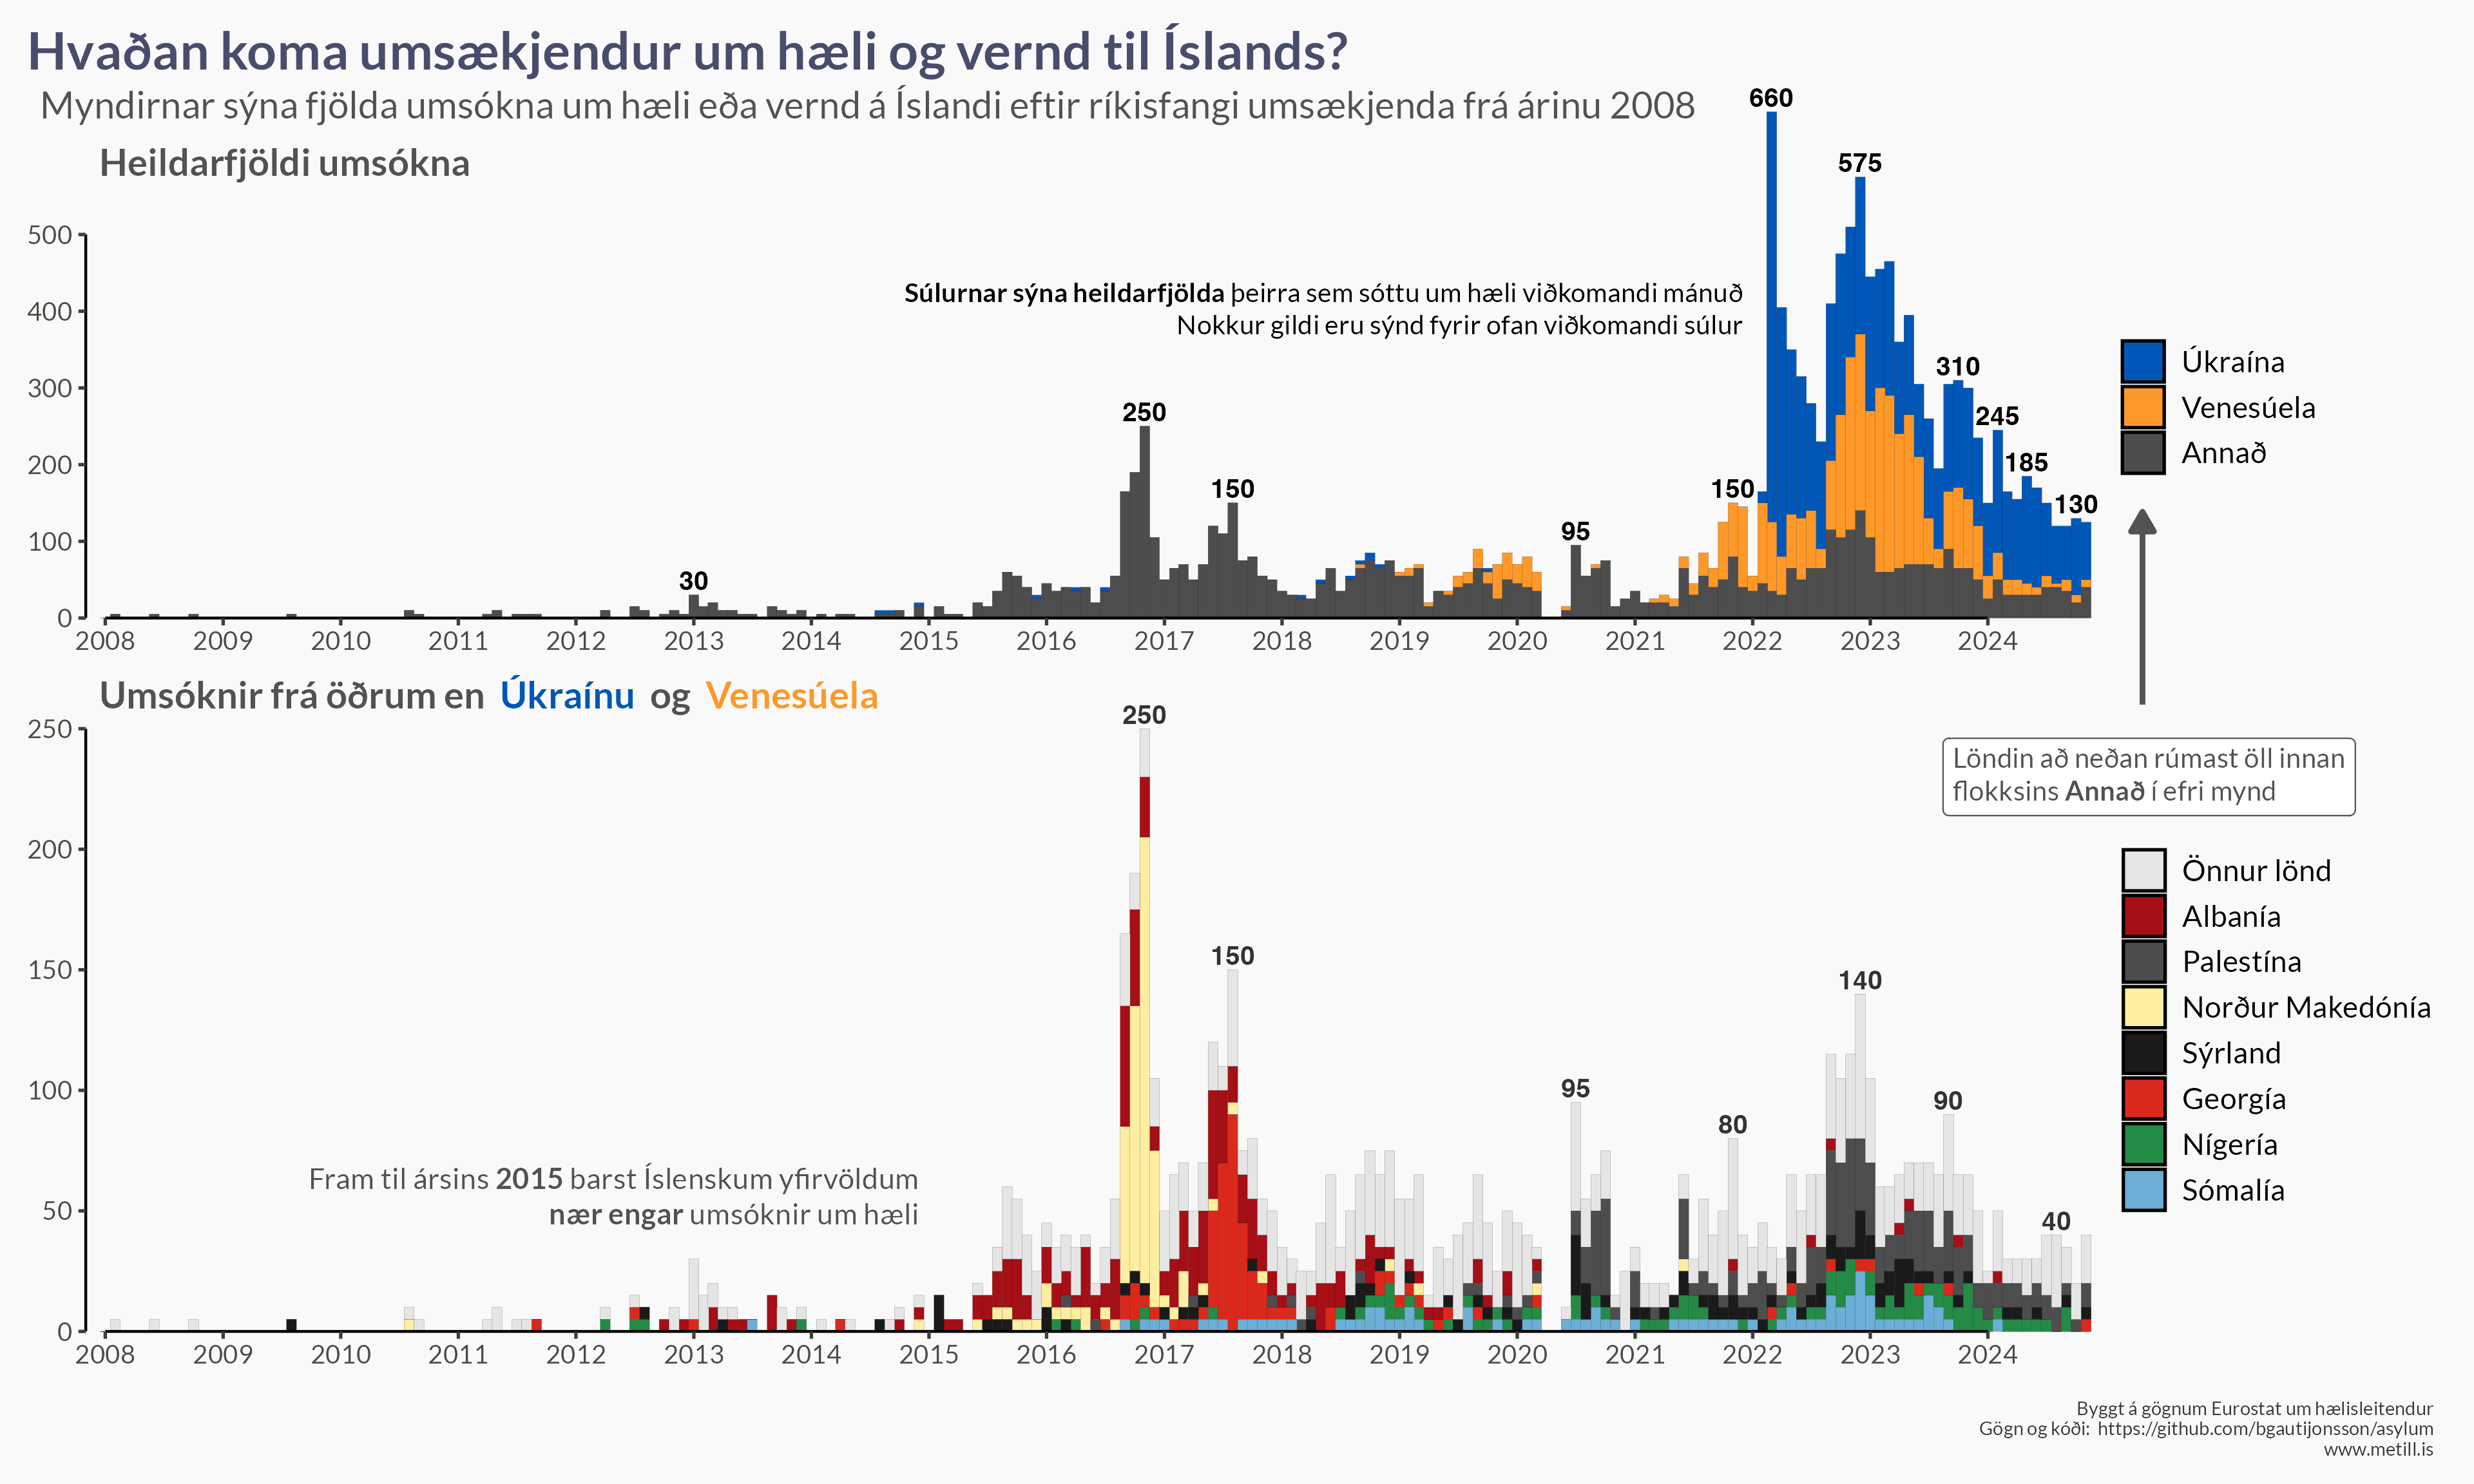 Hvaðan koma umsækjendur um hæli og vernd til Íslands?
Myndirnar sýna fjölda umsókna um hæli eða vernd á Íslandi eftir ríkisfangi umsækjenda frá árinu 2008
Heildarfjöldi umsókna
Súlurnar sýna heildarfjölda þeirra sem sóttu um hæli viðkomandi mánuð
Nokkur gildi eru sýnd fyrir ofan viðkomandi súlur
500
400
300
200
100
0
30
250
150
95
150
660
575
310
245
185
130
2008 2009 2010 2011 2012 2013 2014 2015 2016 2017 2018 2019 2020 2021 2022 2023 2024
Úkraína
Venesúela
Annað
Umsóknir frá öðrum en Úkraínu og Venesúela
250
200
150
100
50
0
250
150
95
80
140
90
40
Fram til ársins 2015 barst Íslenskum yfirvöldum
nær engar umsóknir um hæli
2008 2009 2010 2011 2012 2013 2014 2015 2016 2017 2018 2019 2020 2021 2022 2023 2024
Löndin að neðan rúmast öll innan
flokksins Annað í efri mynd
Önnur lönd
Albanía
Palestína
Norður Makedónía
Sýrland
Georgía
Nígería
Sómalía
Byggt á gögnum Eurostat um hælisleitendur
Gögn og kóði: https://github.com/bgautijonsson/asylum
www.metill.is